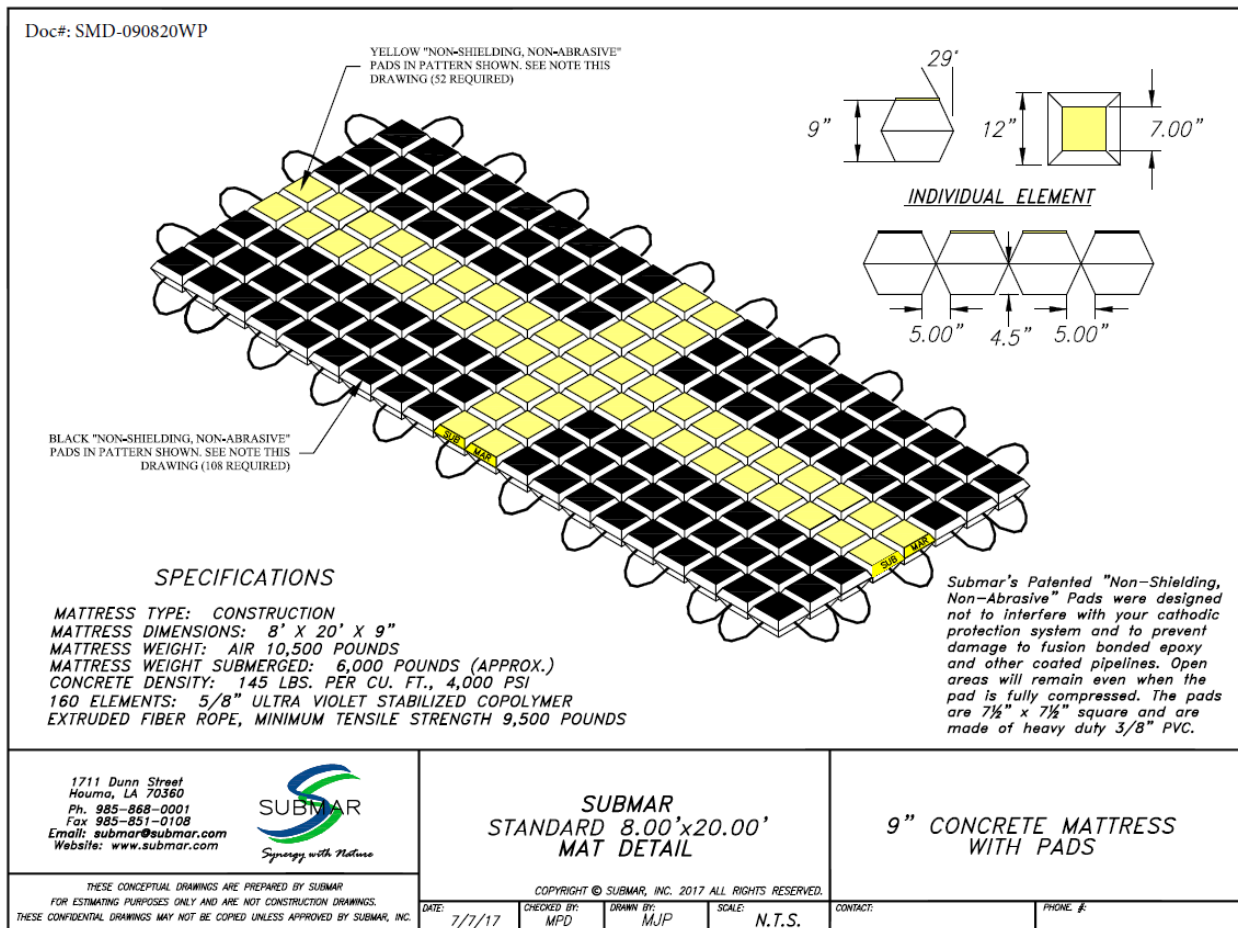 Doc#: SMD-090820WP
YELLOW "NON-SHIELDING, NON-ABRASIVE"
PADS IN PATTERN SHOWN. SEE NOTE THIS
DRAWING (52 REQUIRED)
29°
9"
12"
7.00"
INDIVIDUAL ELEMENT
5.00"
4.5"
5.00"
BLACK "NON-SHIELDING, NON-ABRASIVE"
PADS IN PATTERN SHOWN. SEE NOTE THIS
DRAWING (108 REQUIRED)
SUB
MAR
SUB
MAR
SPECIFICATIONS
MATTRESS TYPE: CONSTRUCTION
MATTRESS DIMENSIONS: 8' X 20' X 9"
MATTRESS WEIGHT: AIR 10,500 POUNDS
MATTRESS WEIGHT SUBMERGED: 6,000 POUNDS (APPROX.)
CONCRETE DENSITY: 145 LBS. PER CU. FT., 4,000 PSI
160 ELEMENTS: 5/8" ULTRA VIOLET STABILIZED COPOLYMER
EXTRUDED FIBER ROPE, MINIMUM TENSILE STRENGTH 9,500 POUNDS
Submar's Patented "Non-Shielding,
Non-Abrasive" Pads were designed
not to interfere with your cathodic
protection system and to prevent
damage to fusion bonded epoxy
and other coated pipelines. Open
areas will remain even when the
pad is fully compressed. The pads
are 7½" x 7½" square and are
made of heavy duty 3/8" PVC.
1711 Dunn Street
Houma, LA 70360
Ph. 985-868-0001
Fax 985-851-0108
Email: submar@submar.com
Website: www.submar.com
SUBMAR
Synergy with Nature
THESE CONCEPTUAL DRAWINGS ARE PREPARED BY SUBMAR
FOR ESTIMATING PURPOSES ONLY AND ARE NOT CONSTRUCTION DRAWINGS.
THESE CONFIDENTIAL DRAWINGS MAY NOT BE COPIED UNLESS APPROVED BY SUBMAR, INC.
SUBMAR
STANDARD 8.00'x20.00'
MAT DETAIL
COPYRIGHT © SUBMAR, INC. 2017 ALL RIGHTS RESERVED.
DATE: 7/7/17
CHECKED BY: MPD
DRAWN BY: MJP
SCALE: N.T.S.
9" CONCRETE MATTRESS
WITH PADS
CONTACT:
PHONE #: